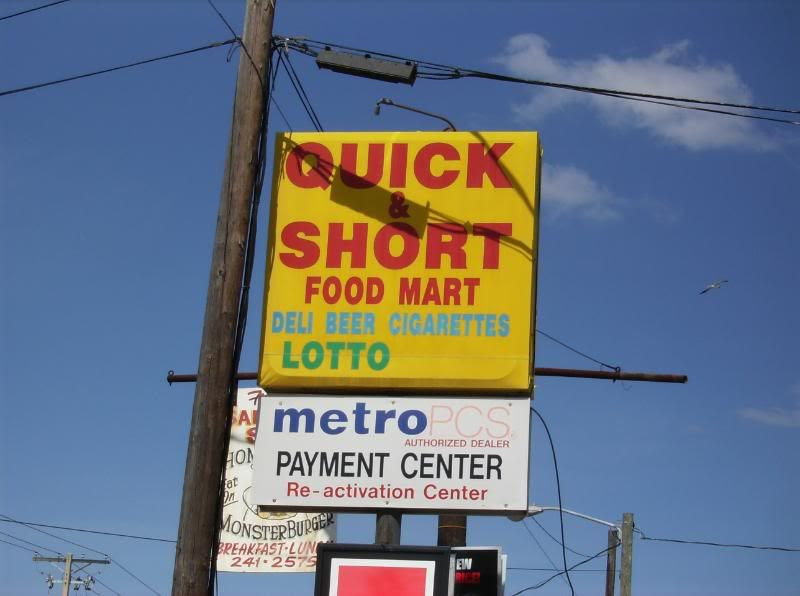 QUICK
&
SHORT
FOOD MART
DELI BEER CIGARETTES
LOTTO
metroPCS
AUTHORIZED DEALER
PAYMENT CENTER
Re-activation Center
MONSTERBURGER
BREAKFAST·LUN
241·2575